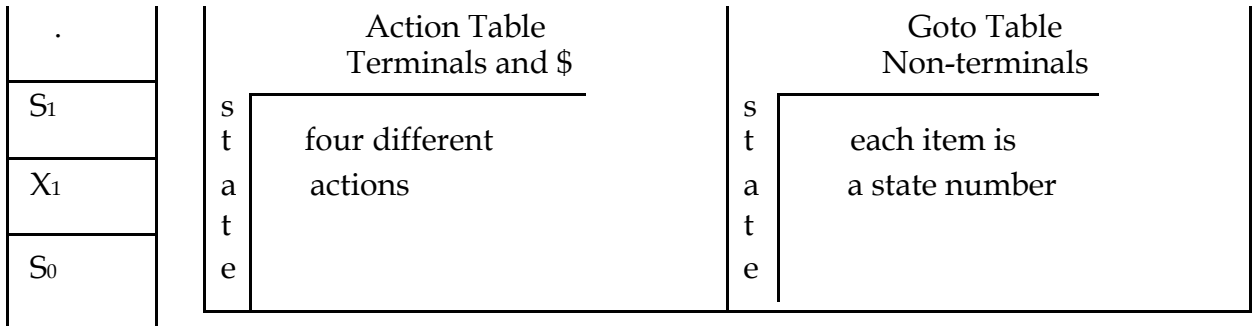 .
S1
X1
S0
Action Table
Terminals and $
s
t
a
t
e
four different
actions
Goto Table
Non-terminals
s
t
a
t
e
each item is
a state number